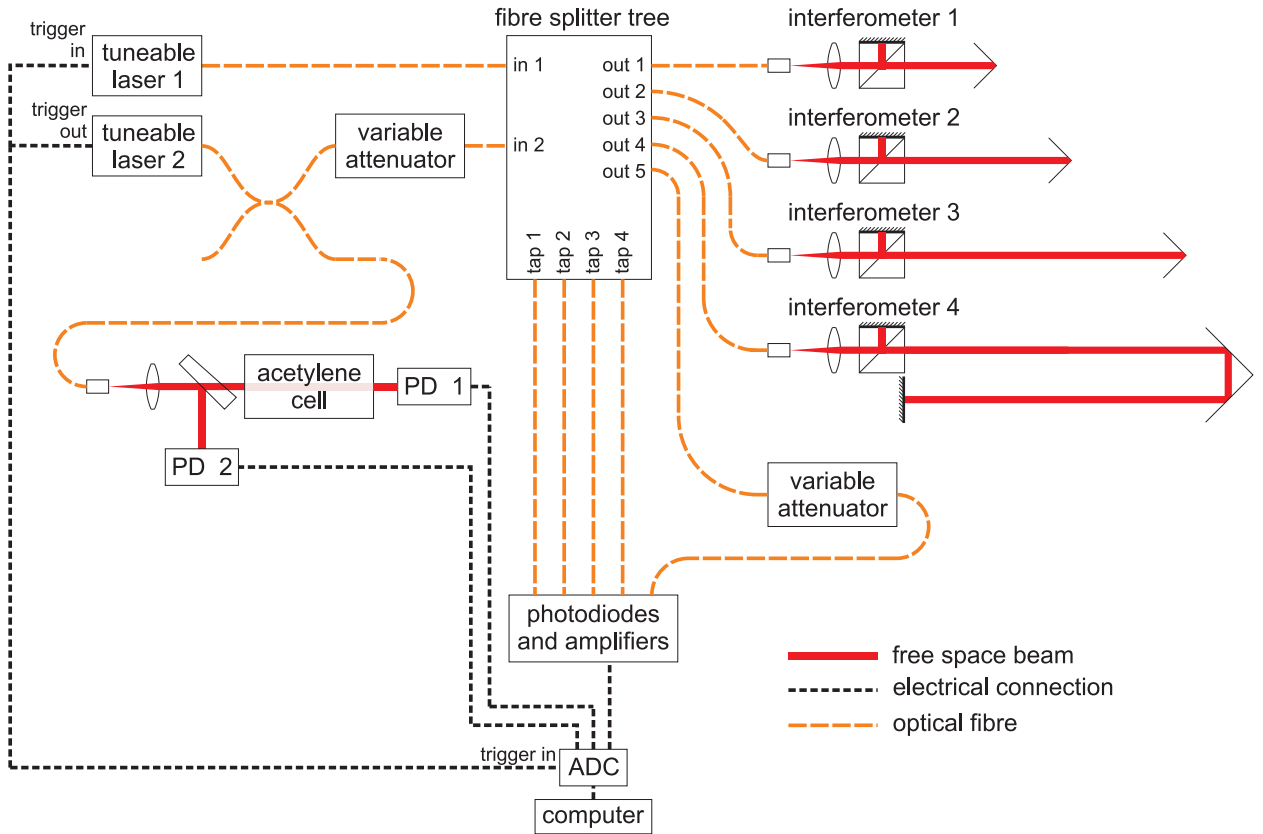 fibre splitter tree
interferometer 1
trigger
in
tuneable
laser 1
in 1
out 1
out 2
trigger
out
tuneable
laser 2
variable
attenuator
in 2
out 3
out 4
out 5
interferometer 2
interferometer 3
tap 1
tap 2
tap 3
tap 4
interferometer 4
acetylene
cell
PD 1
PD 2
variable
attenuator
photodiodes
and amplifiers
free space beam
electrical connection
optical fibre
trigger in
ADC
computer